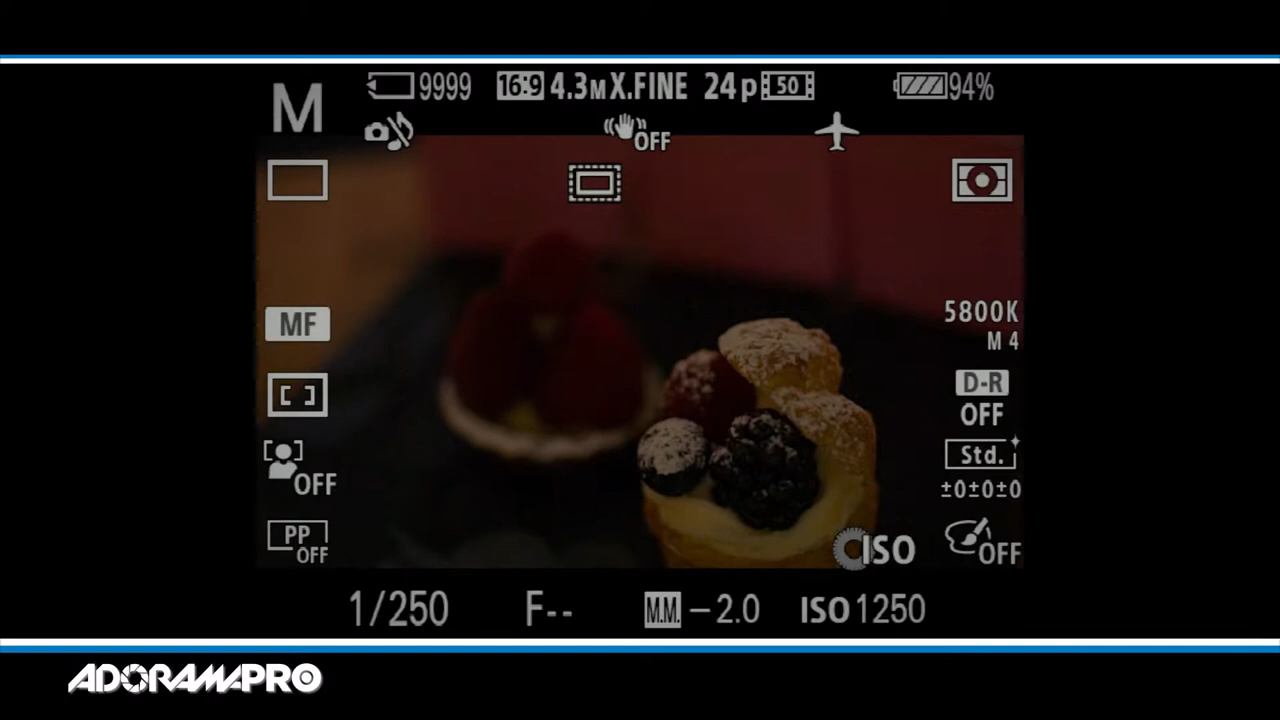 M
9999 16:9 4.3M X.FINE 24p 50 94%
OFF
MF
5800K
M 4
D-R
OFF
OFF
Std.
±0±0±0
PP
OFF
ISO
OFF
1/250 F-- M.M. -2.0 ISO 1250
ADORAMAPRO